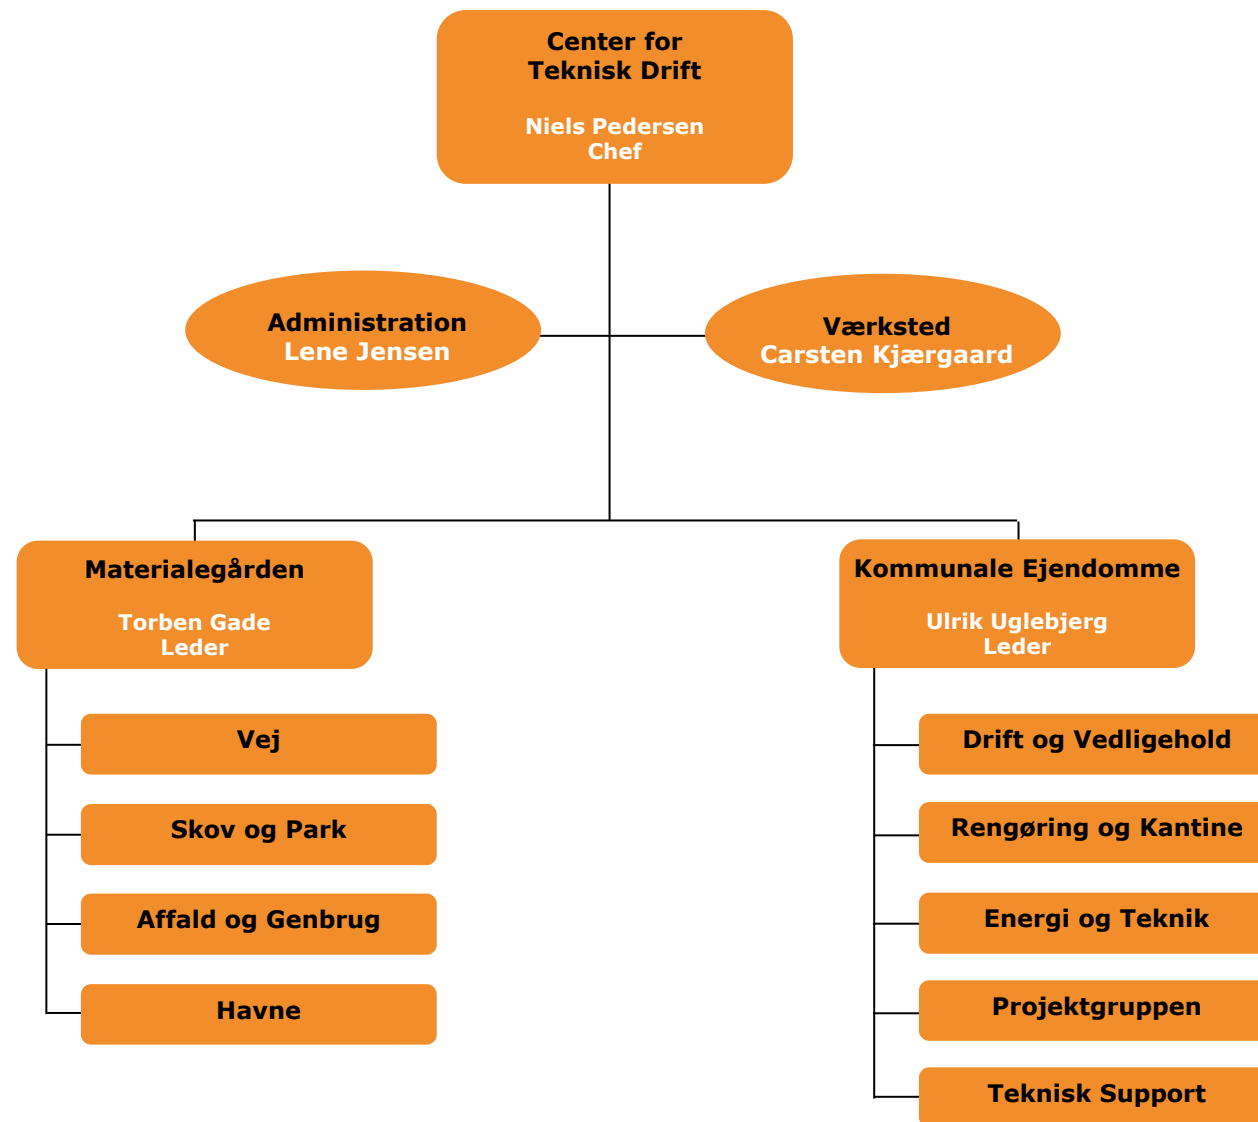 Center for
Teknisk Drift
Niels Pedersen
Chef
Administration
Lene Jensen
Værksted
Carsten Kjærgaard
Materialegården
Torben Gade
Leder
Vej
Skov og Park
Affald og Genbrug
Havne
Kommunale Ejendomme
Ulrik Uglebjerg
Leder
Drift og Vedligehold
Rengøring og Kantine
Energi og Teknik
Projektgruppen
Teknisk Support